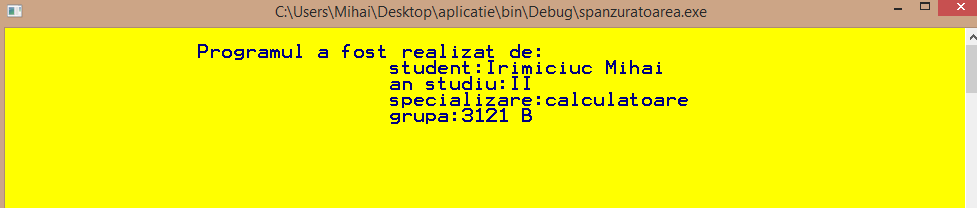 C:\Users\Mihai\Desktop\aplicatie\bin\Debug\spanzuratoarea.exe
Programul a fost realizat de:
student:Irimiciuc Mihai
an studiu:II
specializare:calculatoare
grupa:3121 B